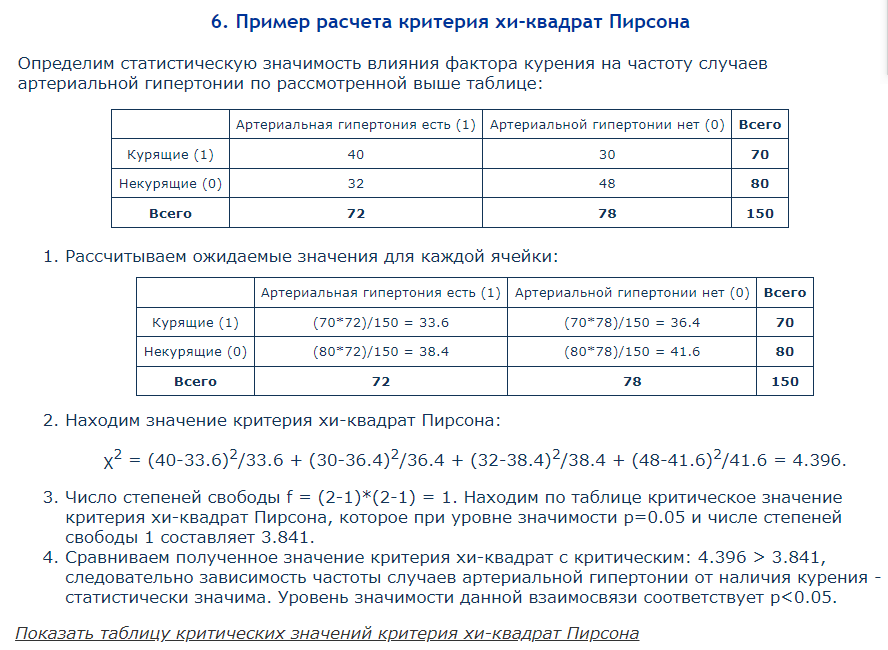 6. Пример расчета критерия хи-квадрат Пирсона
Определим статистическую значимость влияния фактора курения на частоту случаев
артериальной гипертонии по рассмотренной выше таблице:
Артериальная гипертония есть (1) Артериальной гипертонии нет (0) Всего
Курящие (1) 40 30 70
Некурящие (0) 32 48 80
Всего 72 78 150
1. Рассчитываем ожидаемые значения для каждой ячейки:
Артериальная гипертония есть (1) Артериальной гипертонии нет (0) Всего
Курящие (1) (70*72)/150 = 33.6 (70*78)/150 = 36.4 70
Некурящие (0) (80*72)/150 = 38.4 (80*78)/150 = 41.6 80
Всего 72 78 150
2. Находим значение критерия хи-квадрат Пирсона:
χ² = (40-33.6)²/33.6 + (30-36.4)²/36.4 + (32-38.4)²/38.4 + (48-41.6)²/41.6 = 4.396.
3. Число степеней свободы f = (2-1)*(2-1) = 1. Находим по таблице критическое значение
критерия хи-квадрат Пирсона, которое при уровне значимости p=0.05 и числе степеней
свободы 1 составляет 3.841.
4. Сравниваем полученное значение критерия хи-квадрат с критическим: 4.396 > 3.841,
следовательно зависимость частоты случаев артериальной гипертонии от наличия курения -
статистически значима. Уровень значимости данной взаимосвязи соответствует p<0.05.
Показать таблицу критических значений критерия хи-квадрат Пирсона